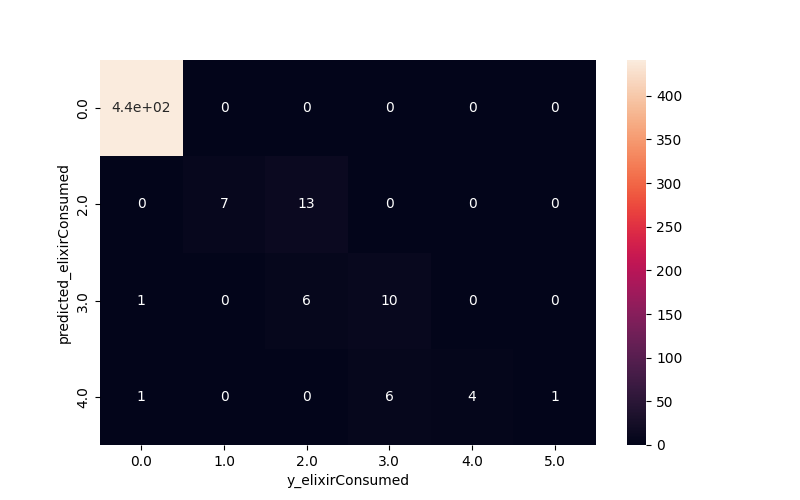 0.0 4.4e+02 0 0 0 0 0
2.0 0 7 13 0 0 0
3.0 1 0 6 10 0 0
4.0 1 0 0 6 4 1
0.0 1.0 2.0 3.0 4.0 5.0
y_elixirConsumed
predicted_elixirConsumed
400
350
300
250
200
150
100
50
0